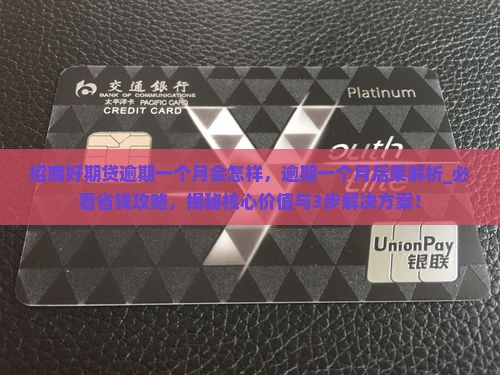 交通銀行
BANK OF COMMUNICATIONS
太平洋卡 PACIFIC CARD
CREDIT CARD
Platinum
outh
招商好期贷逾期一个月会怎样，逾期一个月后果解析_必
看省钱攻略，揭秘核心价值与3步解决方案！
UnionPay
银联